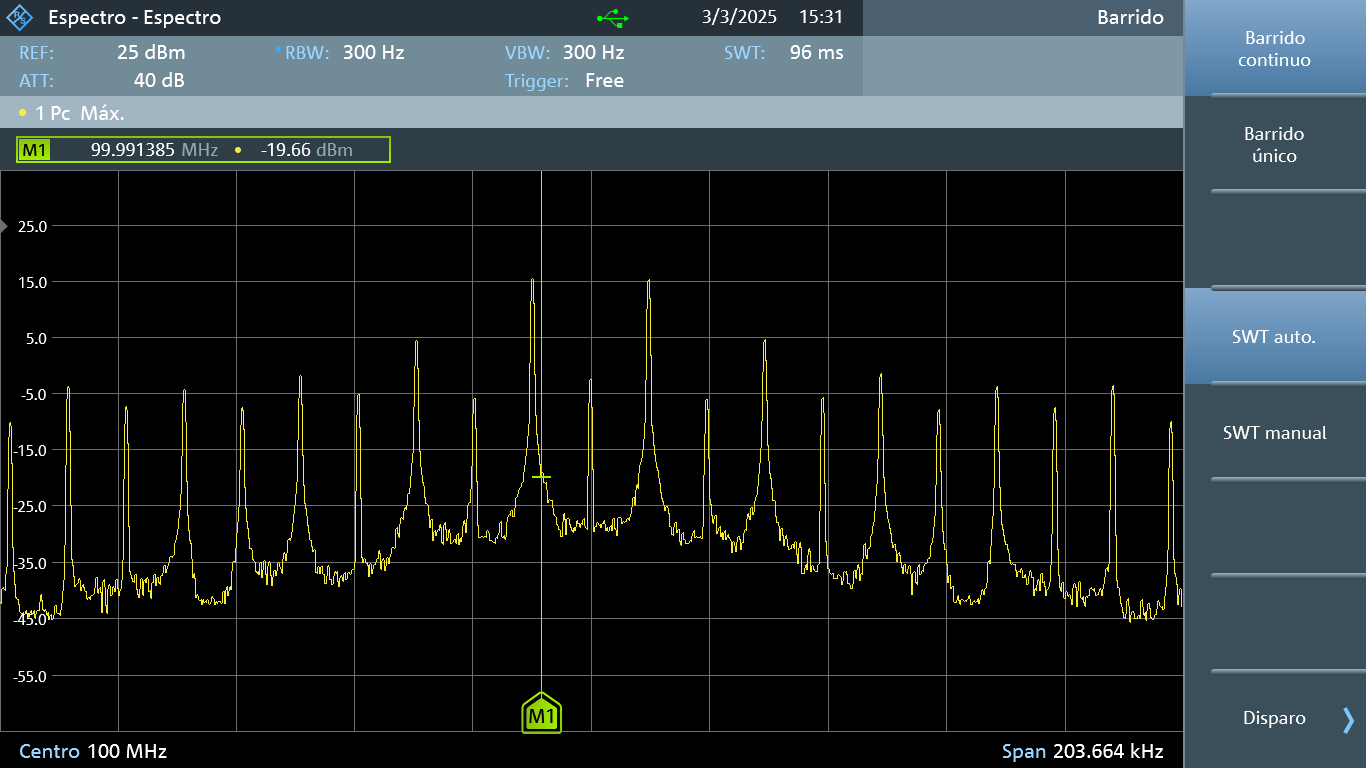 Espectro - Espectro 3/3/2025 15:31 Barrido
REF: 25 dBm RBW: 300 Hz VBW: 300 Hz SWT: 96 ms
ATT: 40 dB Trigger: Free
1 Pc Máx.
M1 99.991385 MHz -19.66 dBm
25.0
15.0
5.0
-5.0
-15.0
-25.0
-35.0
-45.0
-55.0
M1
Centro 100 MHz Span 203.664 kHz
Barrido
continuo
Barrido
único
SWT auto.
SWT manual
Disparo